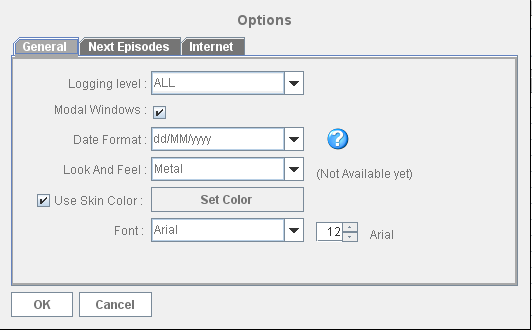 Options
General Next Episodes Internet
Logging level : ALL
Modal Windows :
Date Format : dd/MM/yyyy ?
Look And Feel : Metal (Not Available yet)
Use Skin Color : Set Color
Font : Arial 12 Arial
OK Cancel